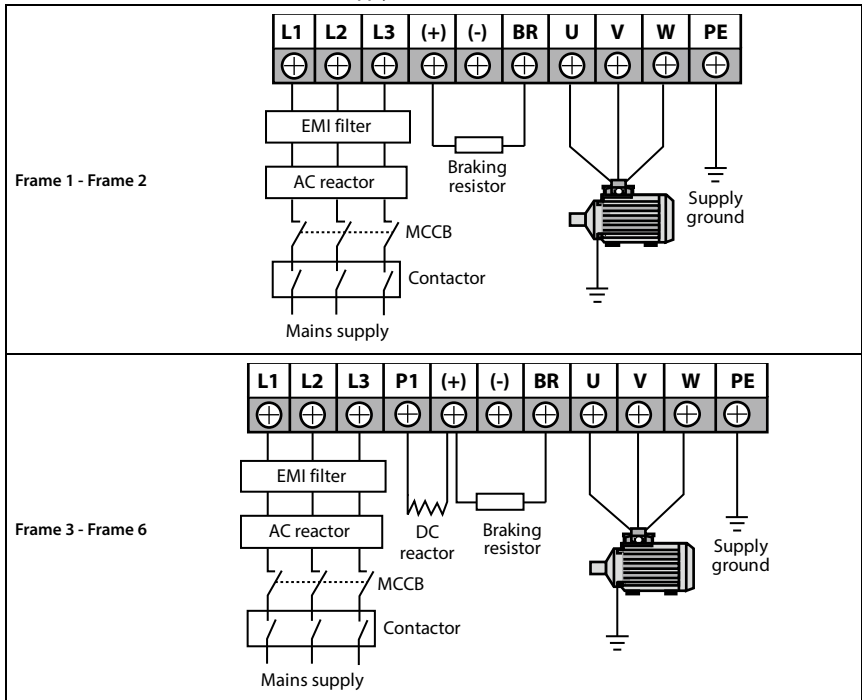 L1 L2 L3 (+) (-) BR U V W PE
EMI filter
Braking
resistor
Frame 1 - Frame 2
AC reactor
Supply
ground
MCCB
Contactor
Mains supply
L1 L2 L3 P1 (+) (-) BR U V W PE
EMI filter
Frame 3 - Frame 6
AC reactor
DC
reactor
Braking
resistor
Supply
ground
MCCB
Contactor
Mains supply